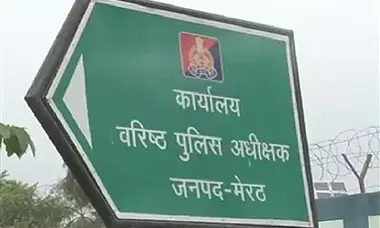 कार्यालय
वरिष्ठ पुलिस अधीक्षक
जनपद-मेरठ